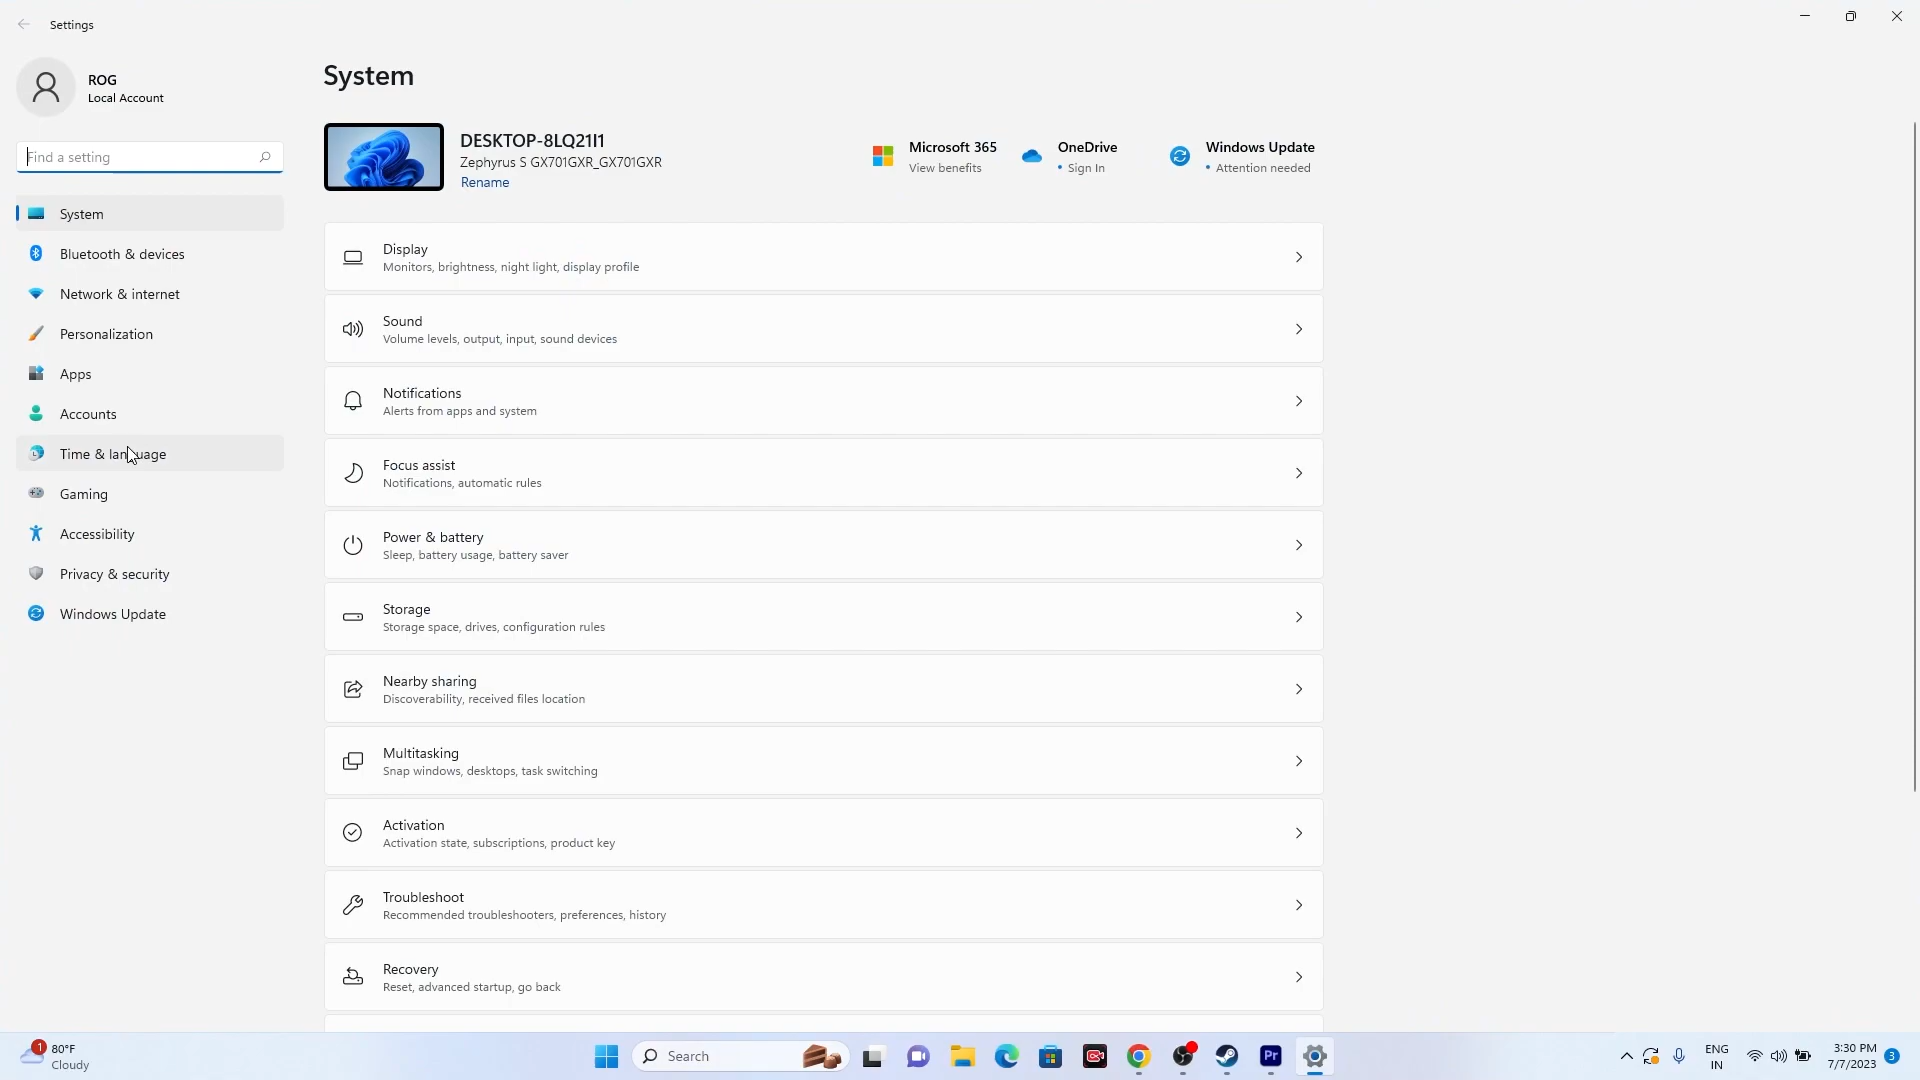 Settings
ROG
Local Account
Find a setting
System
Bluetooth & devices
Network & internet
Personalization
Apps
Accounts
Time & language
Gaming
Accessibility
Privacy & security
Windows Update
System
DESKTOP-8LQ21I1
Zephyrus S GX701GXR_GX701GXR
Rename
Microsoft 365
View benefits
OneDrive
• Sign In
Windows Update
• Attention needed
Display
Monitors, brightness, night light, display profile
Sound
Volume levels, output, input, sound devices
Notifications
Alerts from apps and system
Focus assist
Notifications, automatic rules
Power & battery
Sleep, battery usage, battery saver
Storage
Storage space, drives, configuration rules
Nearby sharing
Discoverability, received files location
Multitasking
Snap windows, desktops, task switching
Activation
Activation state, subscriptions, product key
Troubleshoot
Recommended troubleshooters, preferences, history
Recovery
Reset, advanced startup, go back
1
80°F
Cloudy
Search
Pr
ENG
IN
3:30 PM
7/7/2023
3